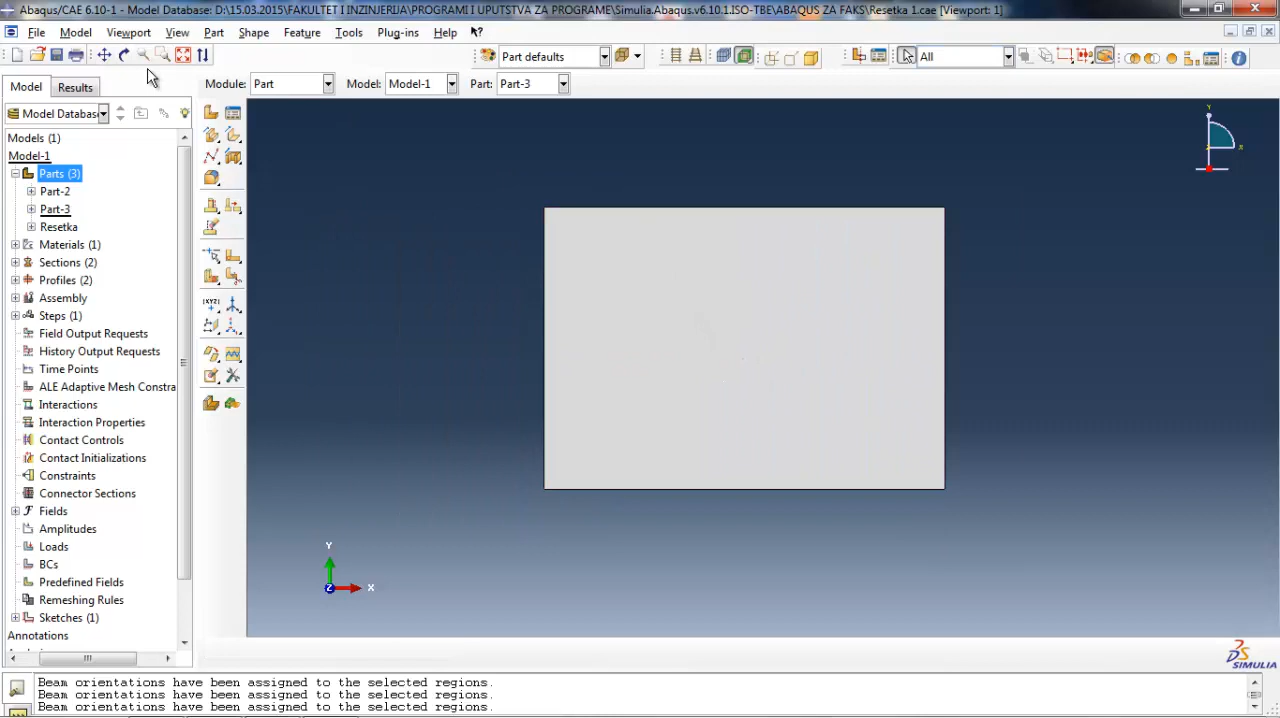 Abaqus/CAE 6.10-1 - Model Database: D:\15.03.2015\FAKULTET I INZINJERIJA\PROGRAMI I UPUTSTVA ZA PROGRAME\Simulia.Abaqus.v6.10.1.ISO-TBE\ABAQUS ZA FAKS\Resetka 1.cae [Viewport: 1]
File Model Viewport View Part Shape Feature Tools Plug-ins Help
Part defaults All
Model Results Module: Part Model: Model-1 Part: Part-3
Model Databas
Models (1)
Model-1
Parts (3)
Part-2
Part-3
Resetka
Materials (1)
Sections (2)
Profiles (2)
Assembly
Steps (1)
Field Output Requests
History Output Requests
Time Points
ALE Adaptive Mesh Constra
Interactions
Interaction Properties
Contact Controls
Contact Initializations
Constraints
Connector Sections
Fields
Amplitudes
Loads
BCs
Predefined Fields
Remeshing Rules
Sketches (1)
Annotations
(XYZ)
Y
X
Y
Z
X
SIMULIA
Beam orientations have been assigned to the selected regions.
Beam orientations have been assigned to the selected regions.
Beam orientations have been assigned to the selected regions.